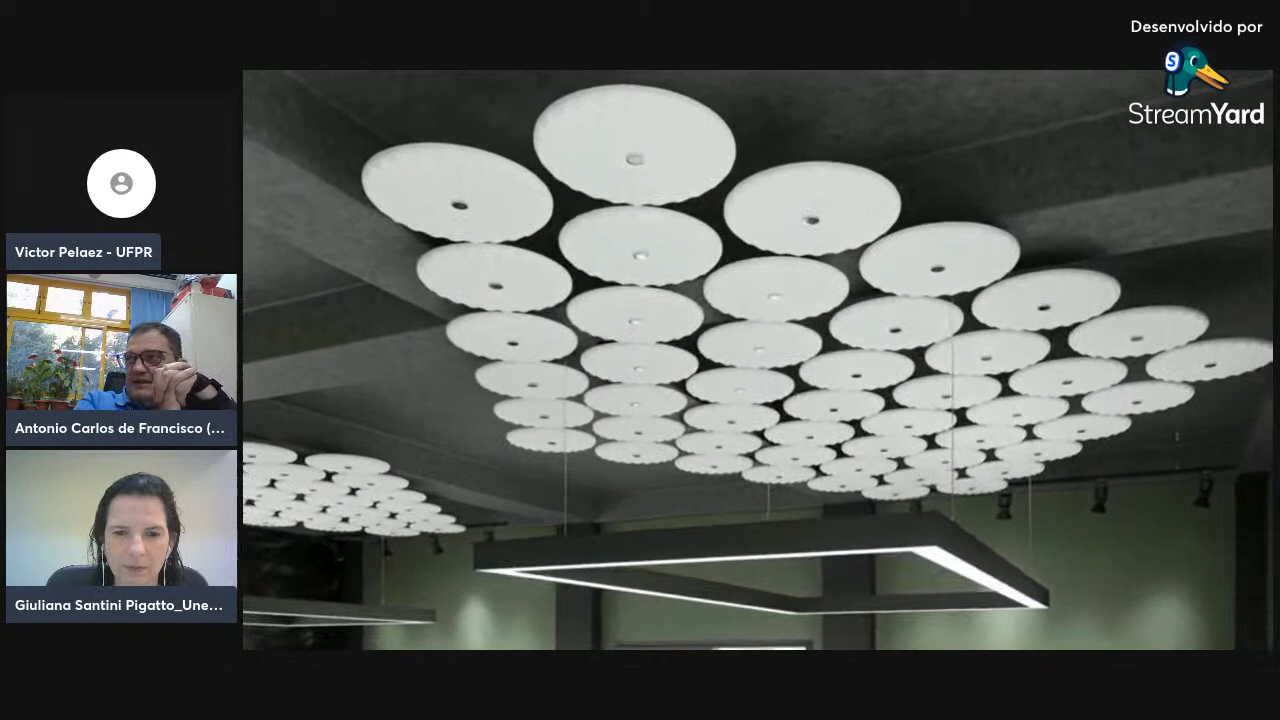 Desenvolvido por
StreamYard
Victor Pelaez - UFPR
Antonio Carlos de Francisco (...
Giuliana Santini Pigatto_Une...